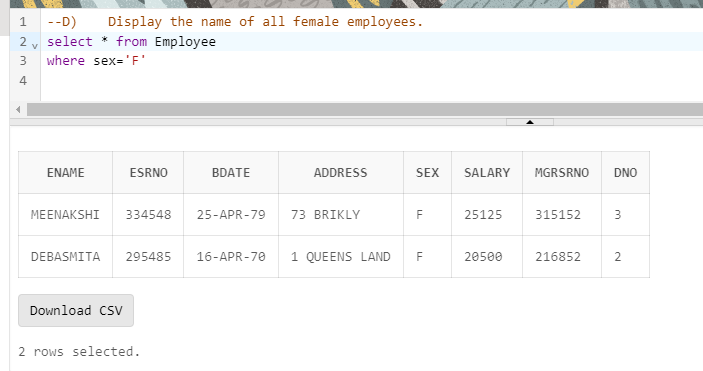 1 --D)    Display the name of all female employees.
2 select * from Employee
3 where sex='F'
4
ENAME ESRNO BDATE ADDRESS SEX SALARY MGRSRNO DNO
MEENAKSHI 334548 25-APR-79 73 BRIKLY F 25125 315152 3
DEBASMITA 295485 16-APR-70 1 QUEENS LAND F 20500 216852 2
Download CSV
2 rows selected.